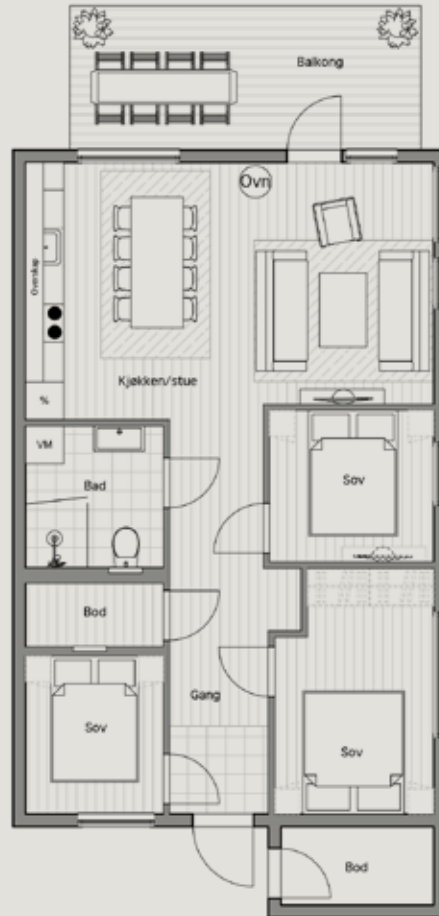 Balkong
Ovn
Overskap
Kjøkken/stue
%
VM
Bad
Sov
Bod
Gang
Sov
Sov
Bod